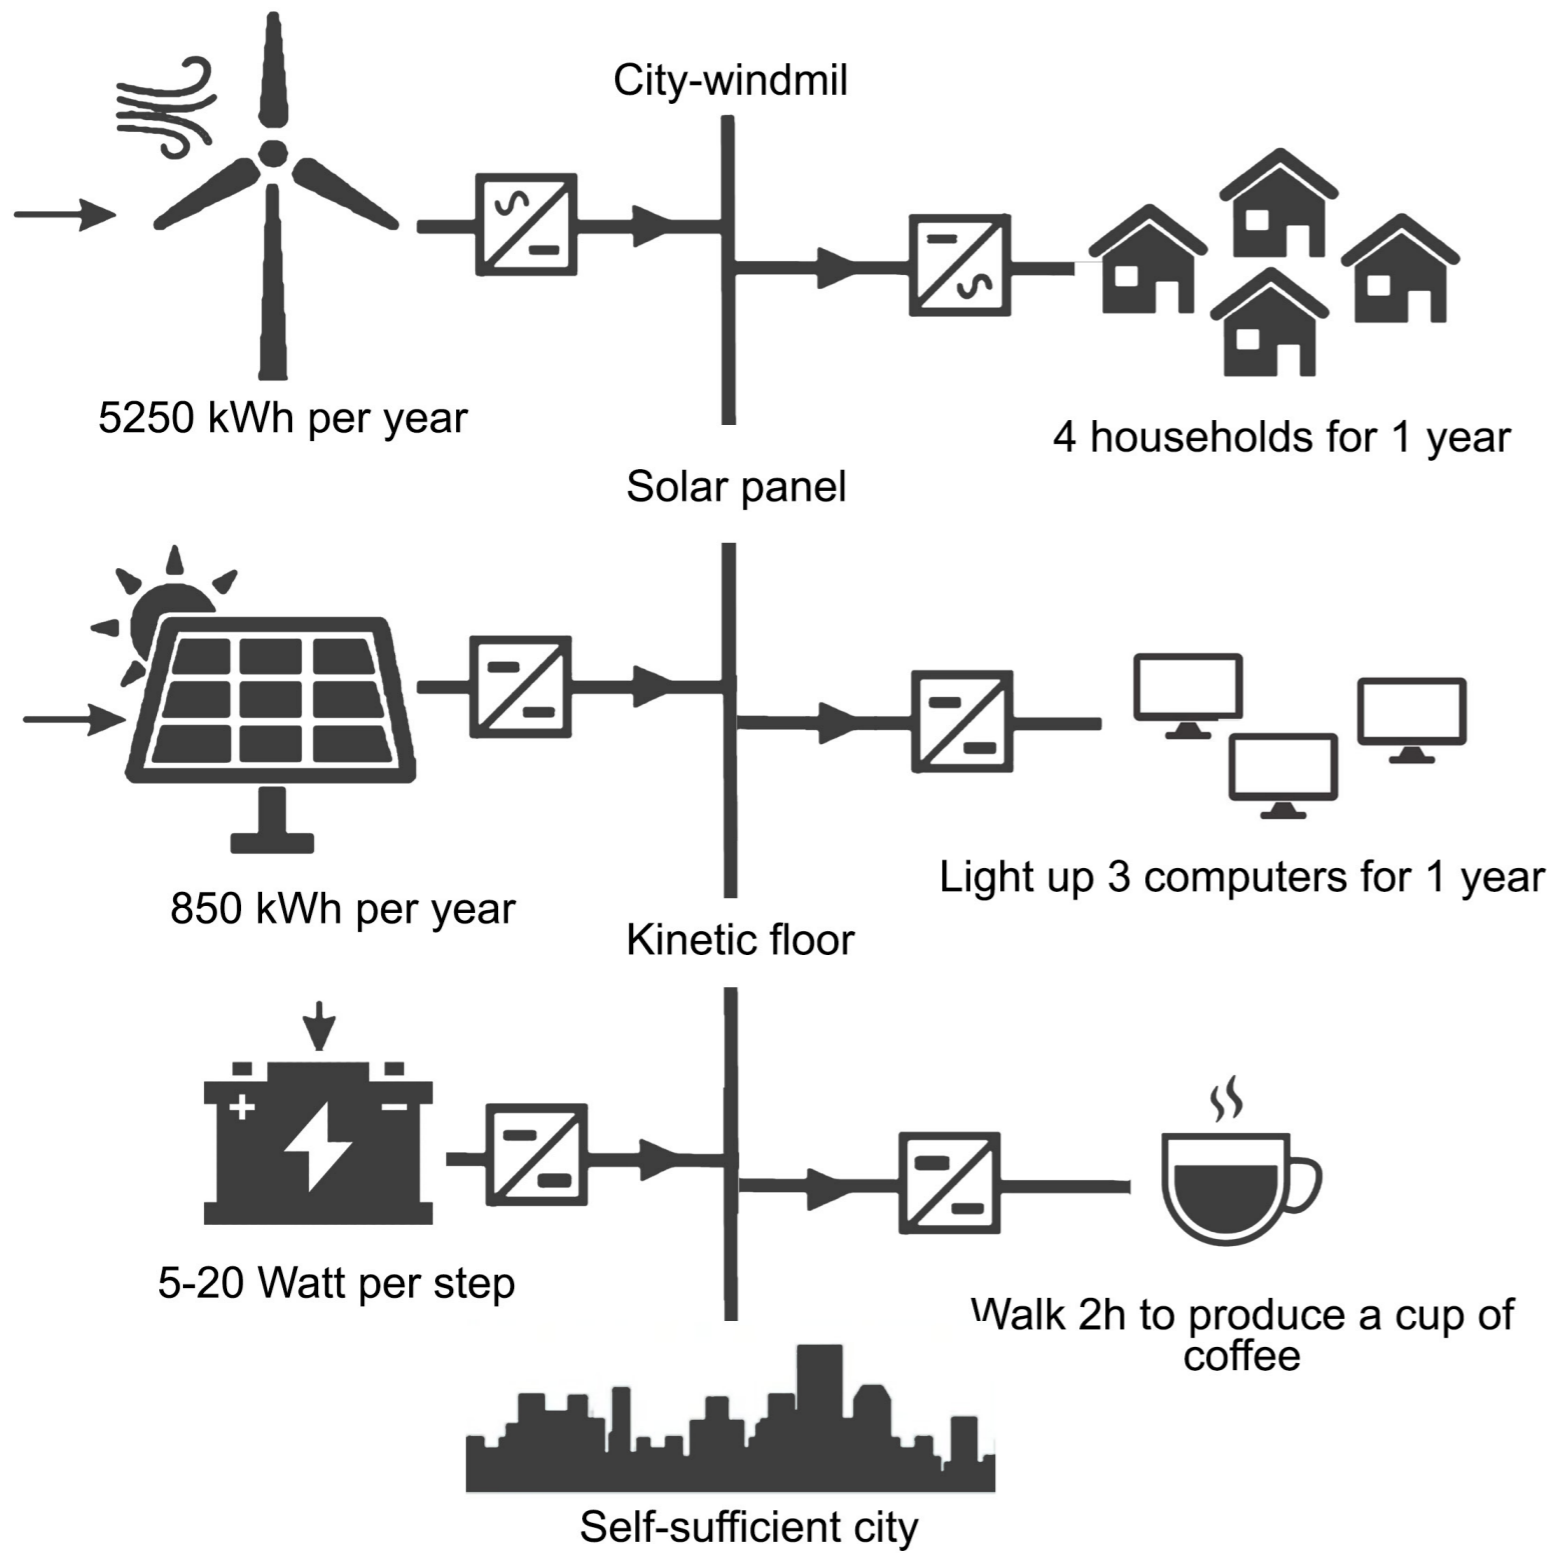 City-windmil
5250 kWh per year
4 households for 1 year
Solar panel
850 kWh per year
Light up 3 computers for 1 year
Kinetic floor
+ −
5-20 Watt per step
Walk 2h to produce a cup of
coffee
Self-sufficient city